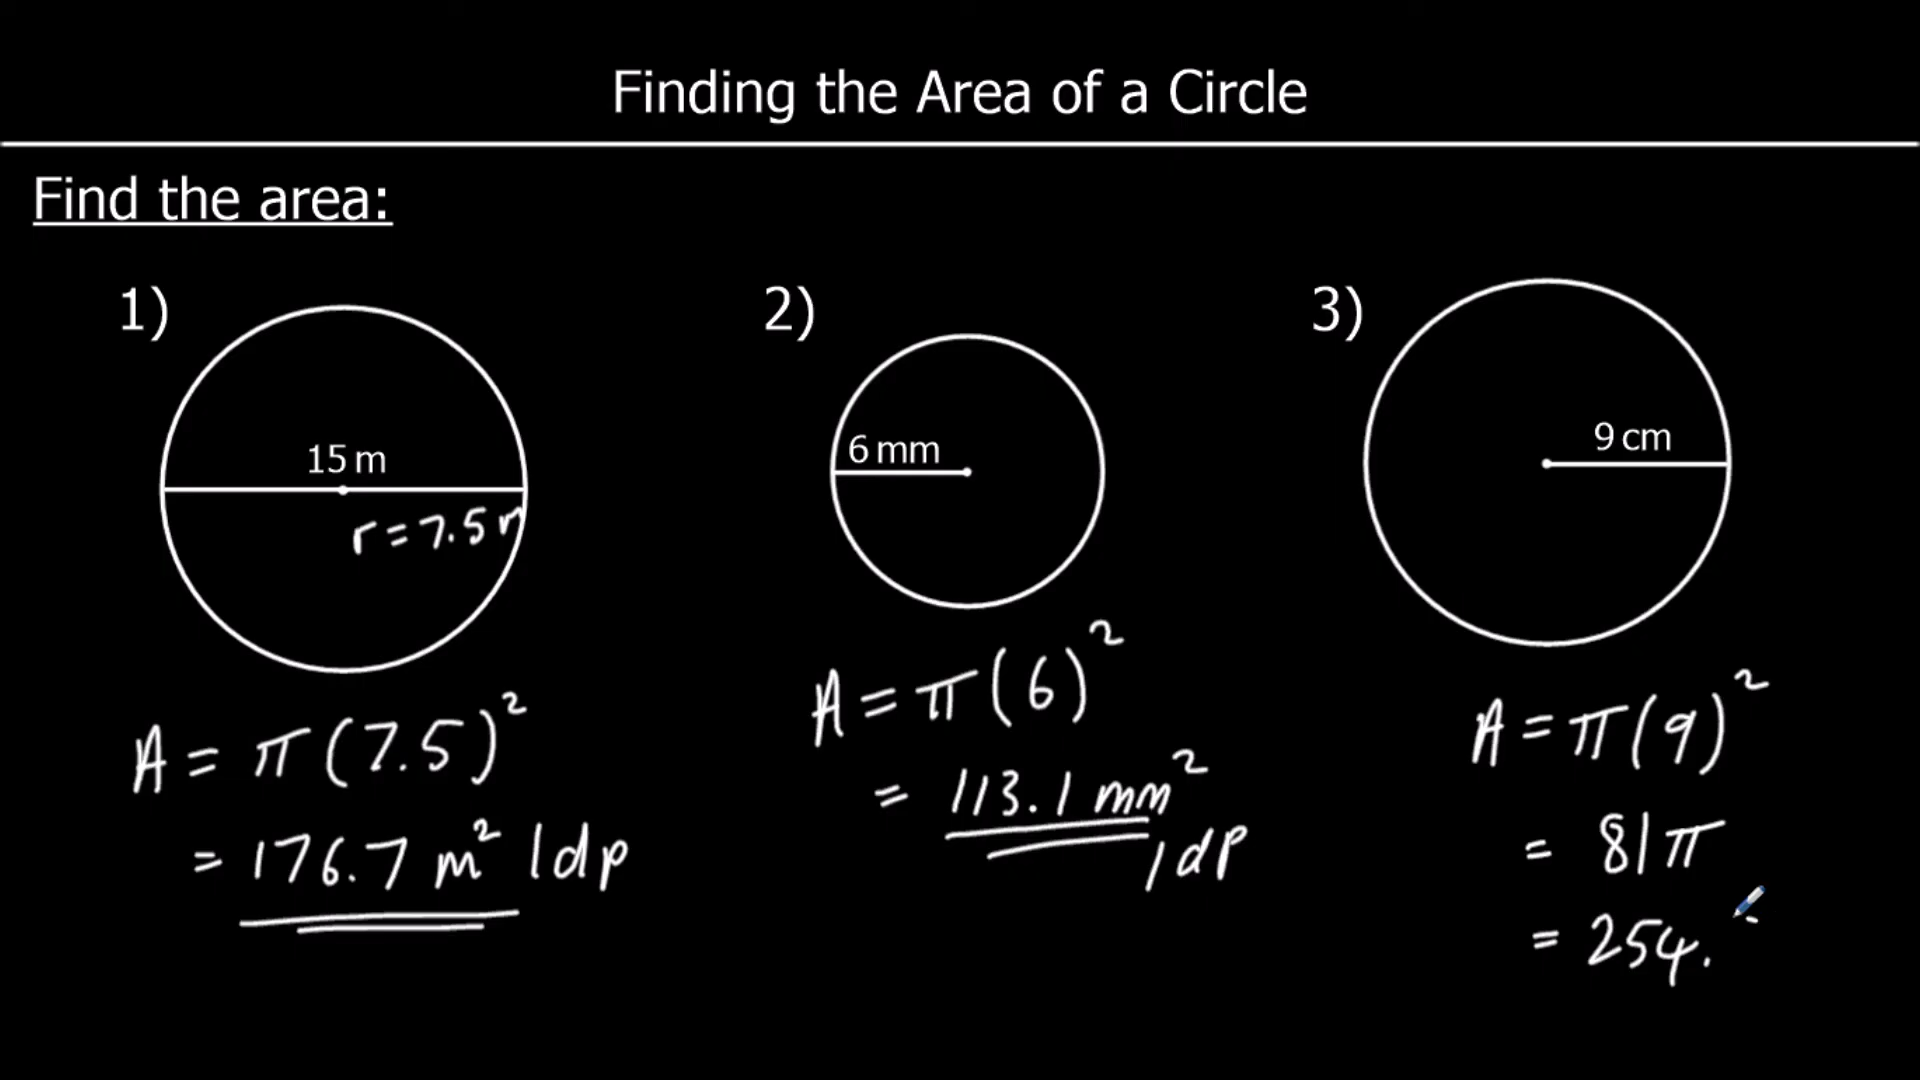 Finding the Area of a Circle
Find the area:
1)
15 m
r = 7.5 m
A = π(7.5)²
= 176.7 m² 1dp
2)
6 mm
A = π(6)²
= 113.1 mm²
1dp
3)
9 cm
A = π(9)²
= 81π
= 254.